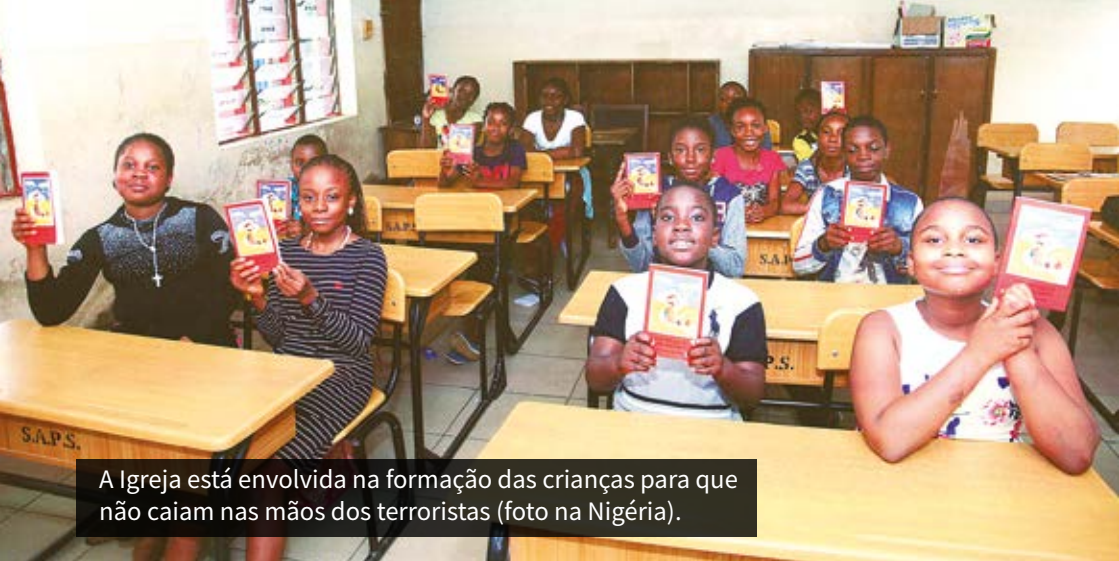 S.A.P.S.
A Igreja está envolvida na formação das crianças para que
não caiam nas mãos dos terroristas (foto na Nigéria).